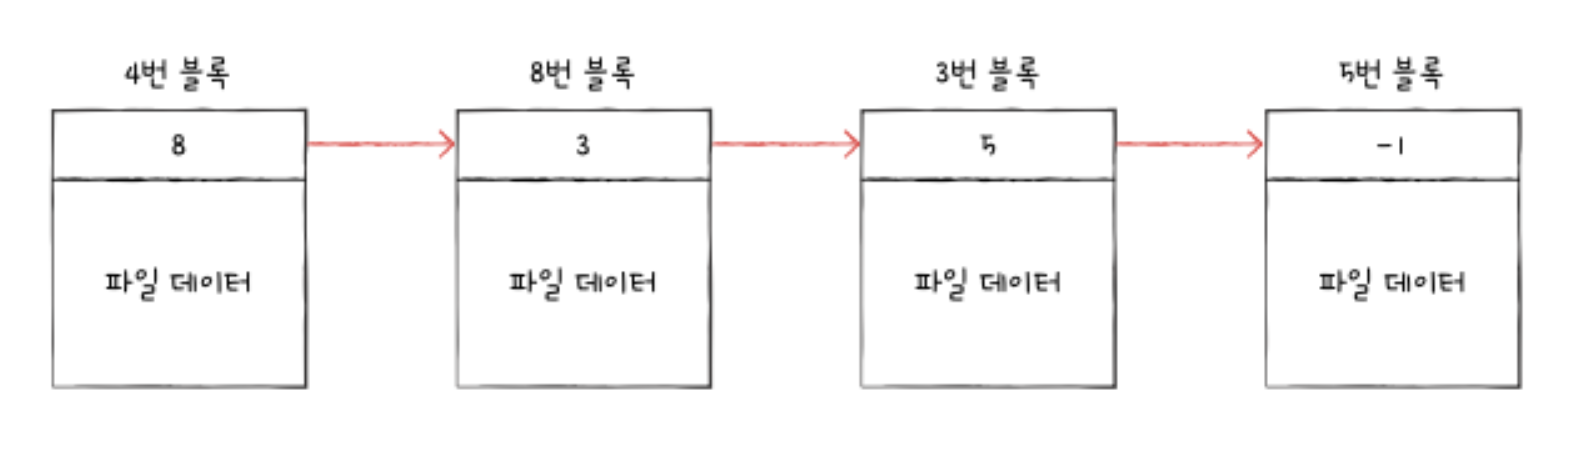 4번 블록 8번 블록 3번 블록 5번 블록
8 3 5 -1
파일 데이터 파일 데이터 파일 데이터 파일 데이터